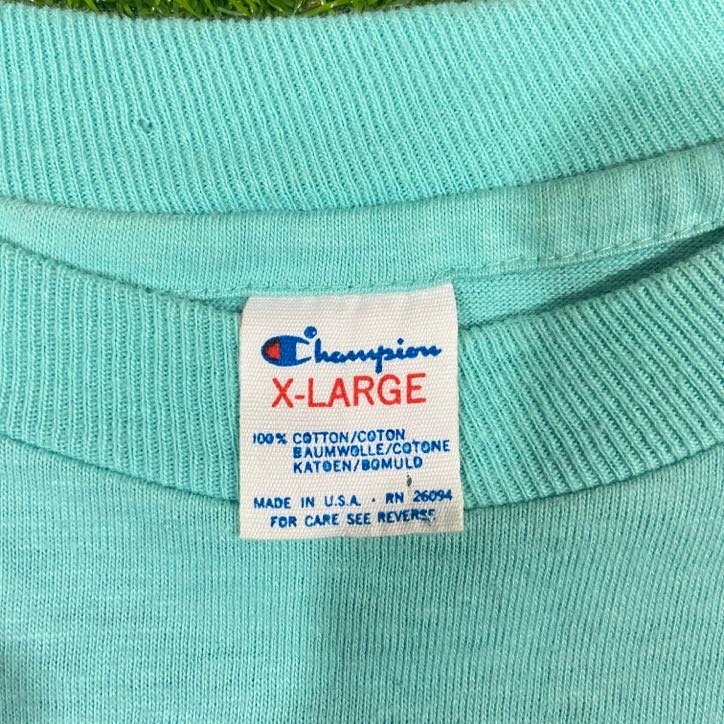 Champion®
X-LARGE
100% COTTON/COTON
BAUMWOLLE/COTONE
KATOEN/BOMULD
MADE IN U.S.A. · RN 26094
FOR CARE SEE REVERSE